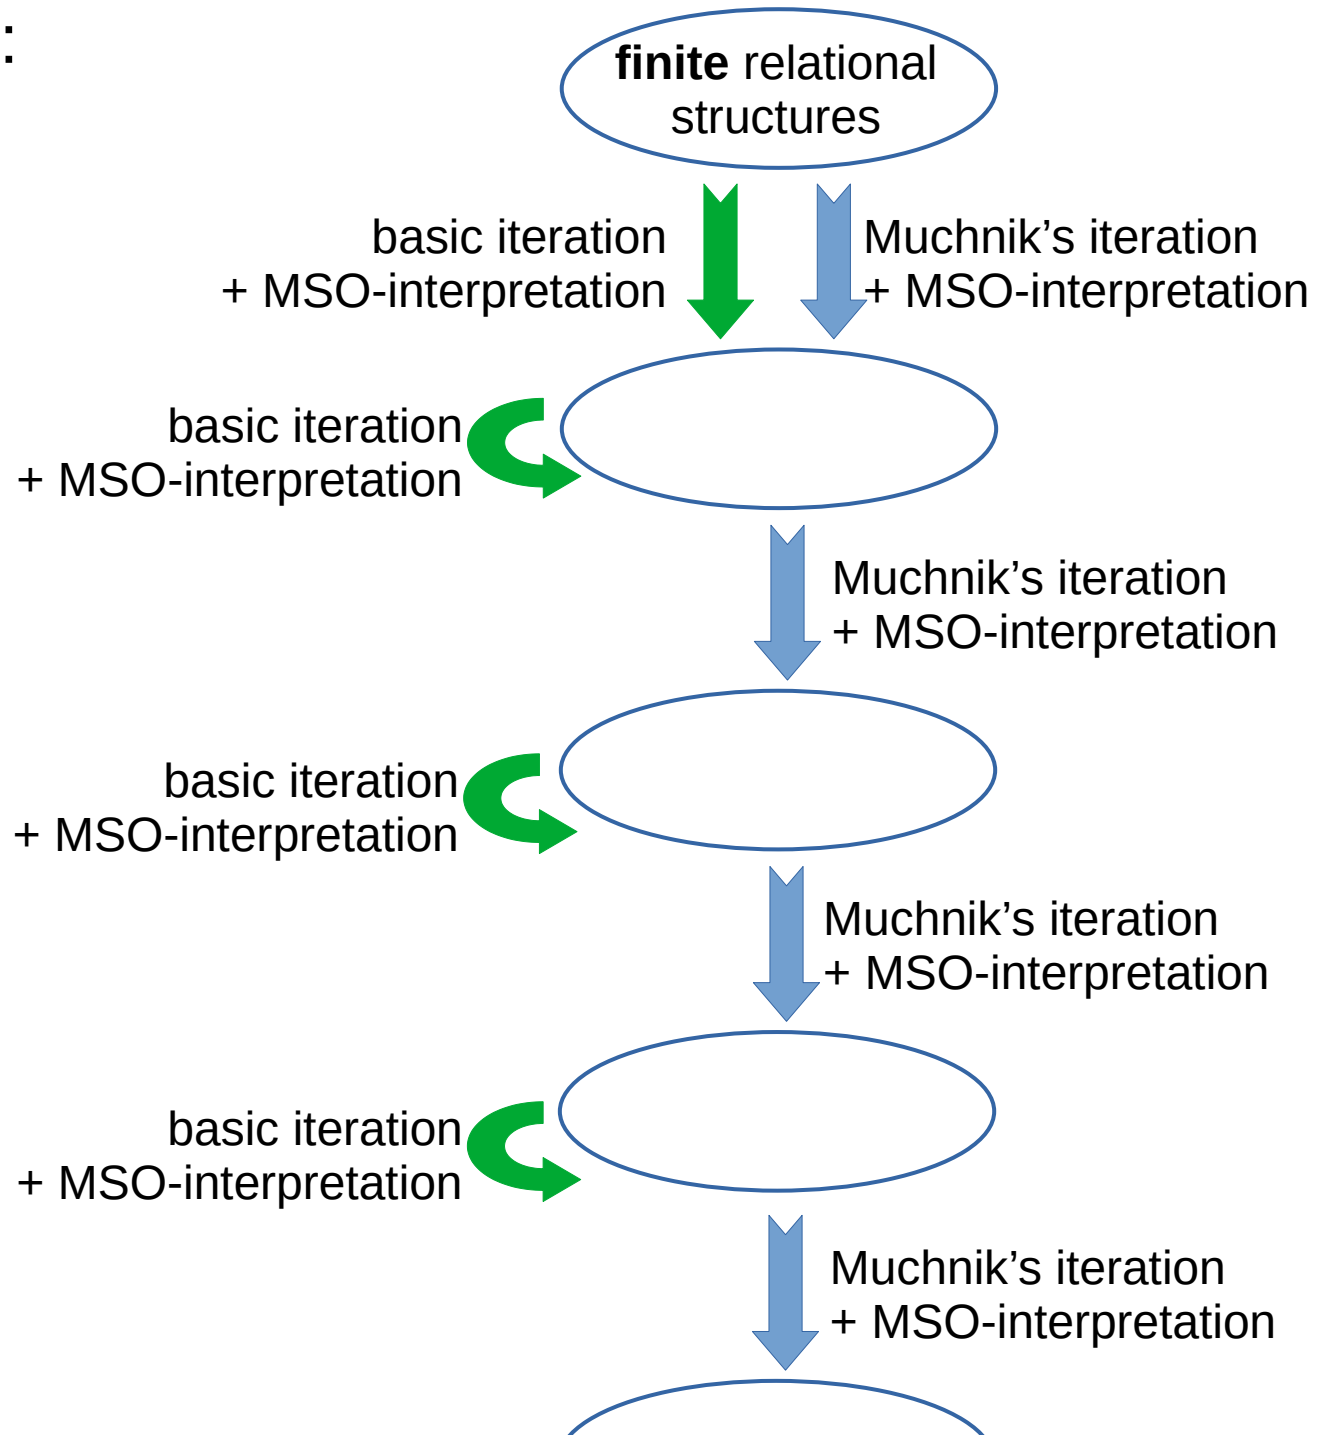 :
finite relational
structures
basic iteration
+ MSO-interpretation
Muchnik’s iteration
+ MSO-interpretation
basic iteration
+ MSO-interpretation
Muchnik’s iteration
+ MSO-interpretation
basic iteration
+ MSO-interpretation
Muchnik’s iteration
+ MSO-interpretation
basic iteration
+ MSO-interpretation
Muchnik’s iteration
+ MSO-interpretation